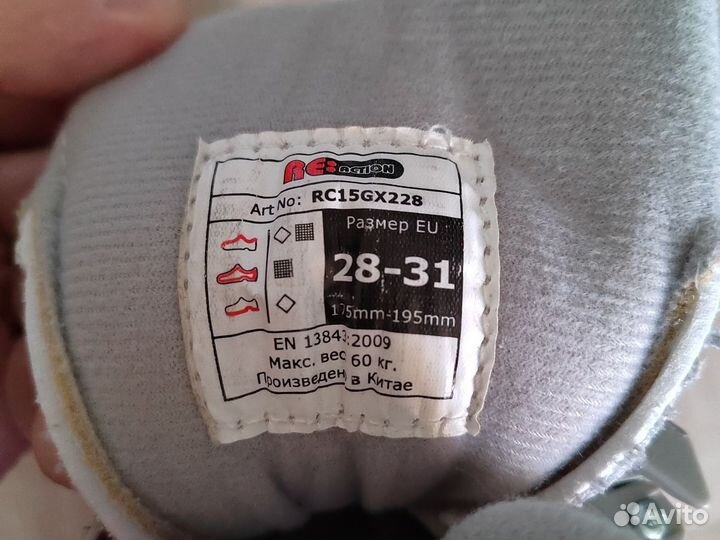 RE:ACTION
Art No: RC15GX228
Размер EU
28-31
175mm-195mm
EN 13843:2009
Макс. вес 60 кг.
Произведено в Китае
Avito